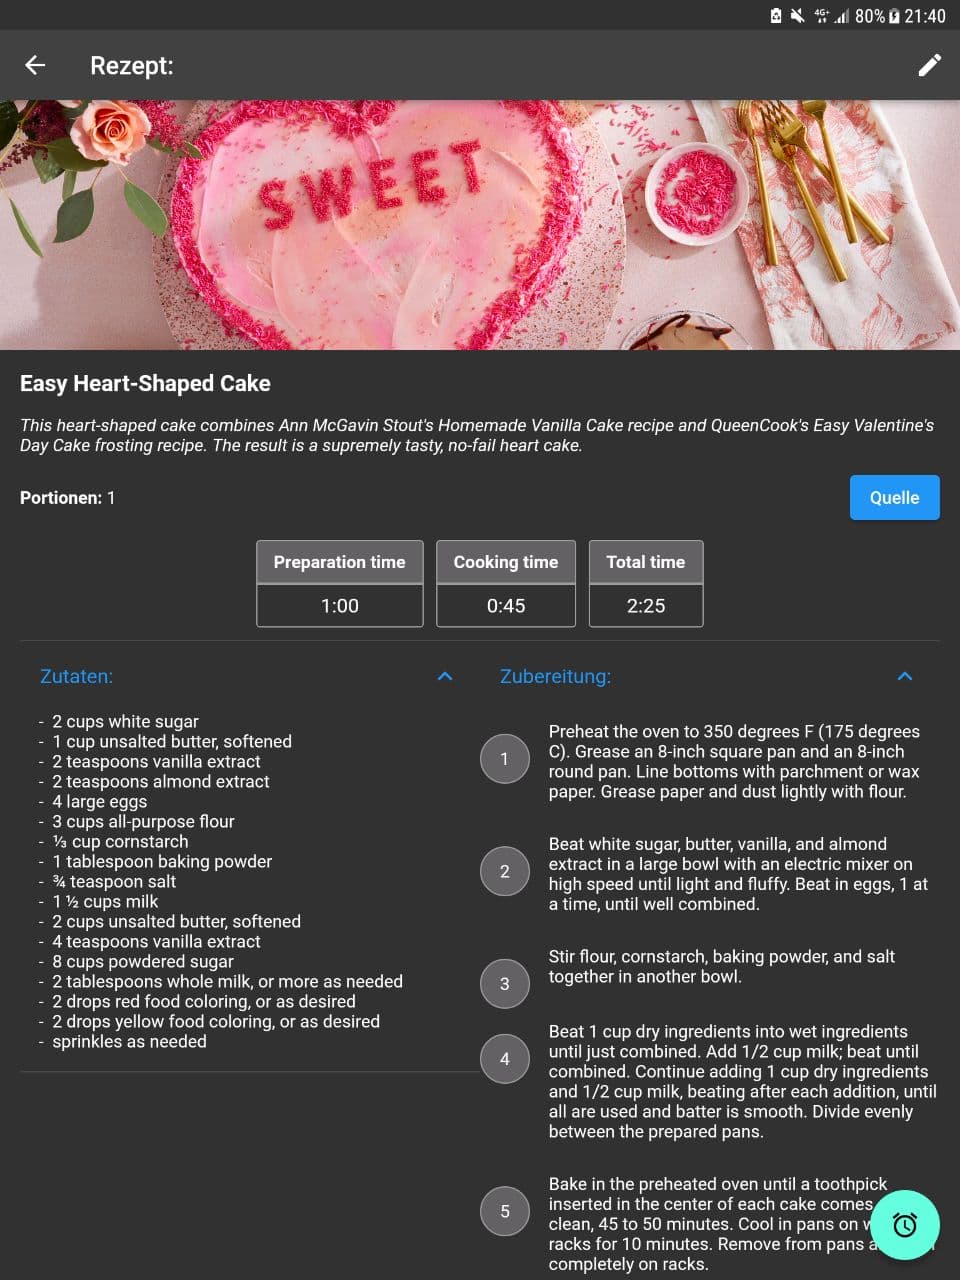 4G+ 80% 21:40
Rezept:
SWEET
Easy Heart-Shaped Cake
This heart-shaped cake combines Ann McGavin Stout's Homemade Vanilla Cake recipe and QueenCook's Easy Valentine's
Day Cake frosting recipe. The result is a supremely tasty, no-fail heart cake.
Portionen: 1
Quelle
Preparation time
1:00
Cooking time
0:45
Total time
2:25
Zutaten:
- 2 cups white sugar
- 1 cup unsalted butter, softened
- 2 teaspoons vanilla extract
- 2 teaspoons almond extract
- 4 large eggs
- 3 cups all-purpose flour
- ⅓ cup cornstarch
- 1 tablespoon baking powder
- ¾ teaspoon salt
- 1 ½ cups milk
- 2 cups unsalted butter, softened
- 4 teaspoons vanilla extract
- 8 cups powdered sugar
- 2 tablespoons whole milk, or more as needed
- 2 drops red food coloring, or as desired
- 2 drops yellow food coloring, or as desired
- sprinkles as needed
Zubereitung:
1
Preheat the oven to 350 degrees F (175 degrees
C). Grease an 8-inch square pan and an 8-inch
round pan. Line bottoms with parchment or wax
paper. Grease paper and dust lightly with flour.
2
Beat white sugar, butter, vanilla, and almond
extract in a large bowl with an electric mixer on
high speed until light and fluffy. Beat in eggs, 1 at
a time, until well combined.
3
Stir flour, cornstarch, baking powder, and salt
together in another bowl.
4
Beat 1 cup dry ingredients into wet ingredients
until just combined. Add 1/2 cup milk; beat until
combined. Continue adding 1 cup dry ingredients
and 1/2 cup milk, beating after each addition, until
all are used and batter is smooth. Divide evenly
between the prepared pans.
5
Bake in the preheated oven until a toothpick
inserted in the center of each cake comes
clean, 45 to 50 minutes. Cool in pans on
racks for 10 minutes. Remove from pans
completely on racks.